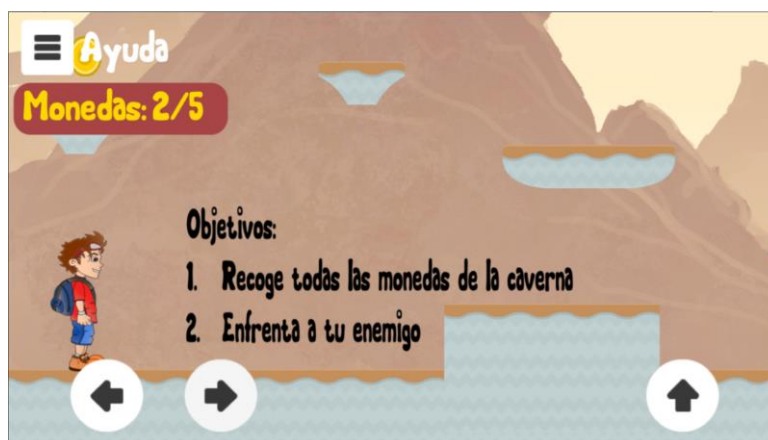 Ayuda
Monedas: 2/5
Objetivos:
1. Recoge todas las monedas de la caverna
2. Enfrenta a tu enemigo